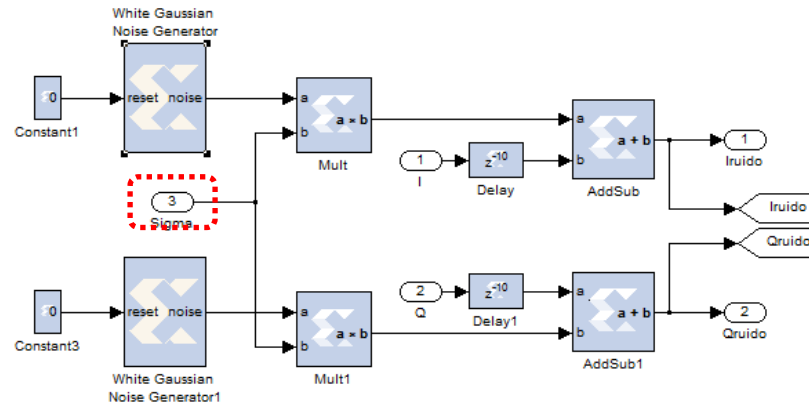 White Gaussian
Noise Generator
0
reset noise
Constant1
a
b
a × b
Mult
1
I
z-10
Delay
a
b
a + b
AddSub
1
Iruido
Iruido
3
Sigma
Qruido
0
reset noise
Constant3
White Gaussian
Noise Generator1
a
b
a × b
Mult1
2
Q
z-10
Delay1
a
b
a + b
AddSub1
2
Qruido